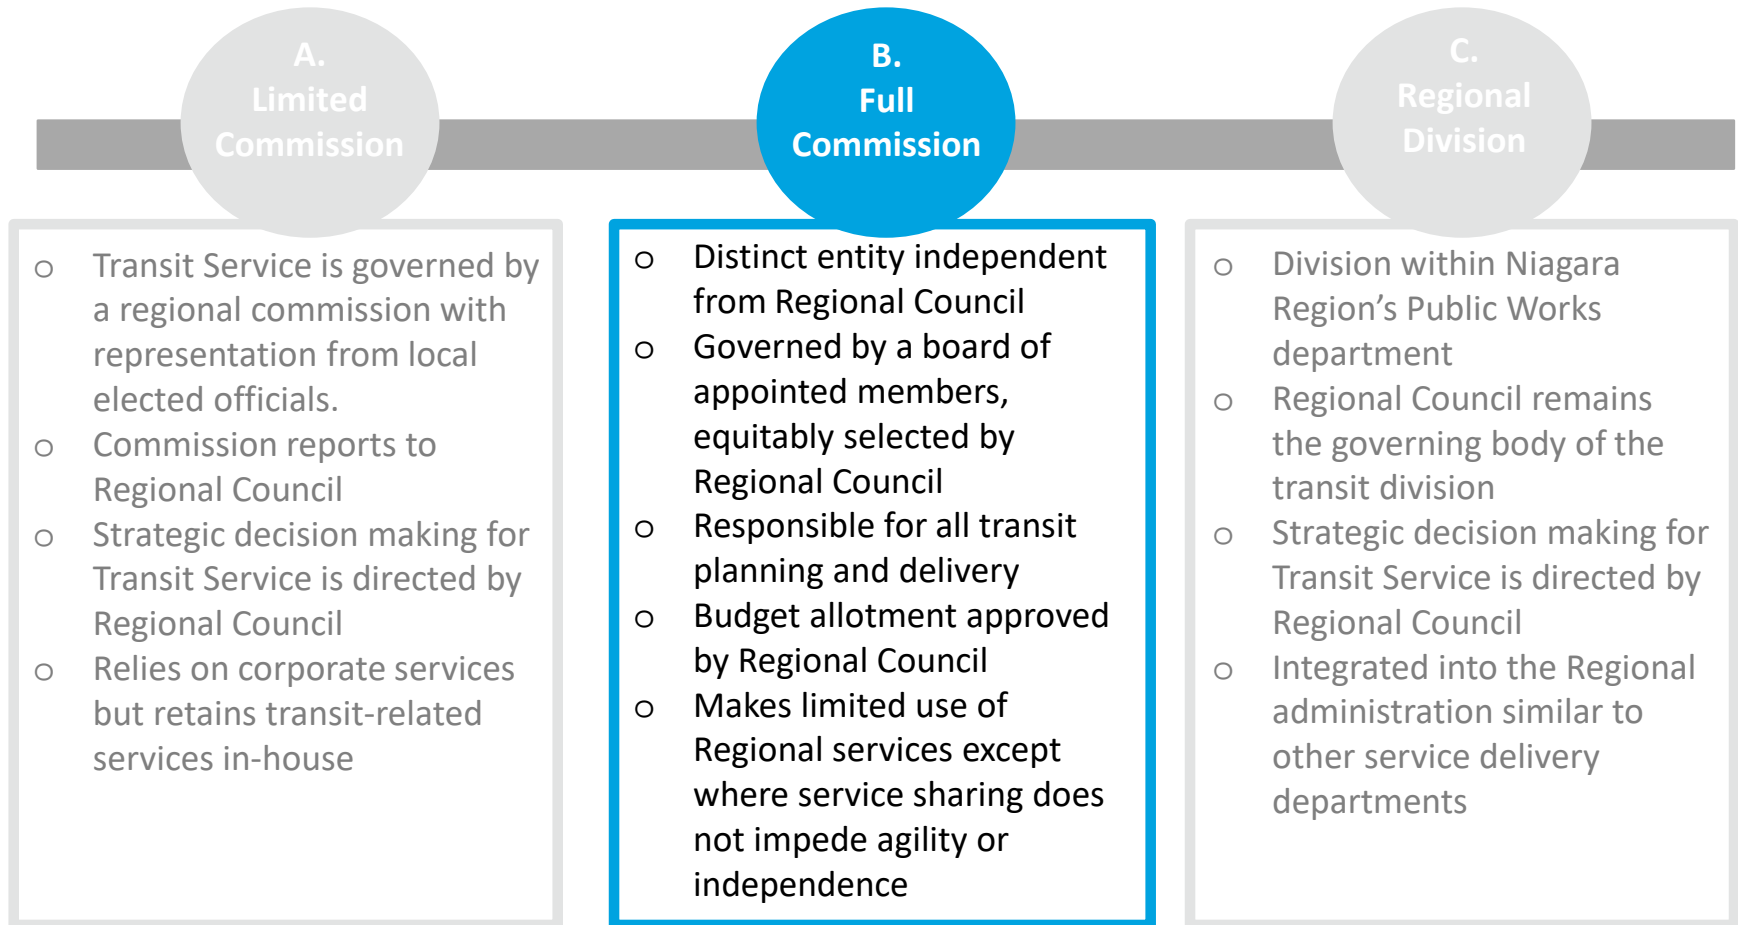 A.
Limited
Commission
o Transit Service is governed by
a regional commission with
representation from local
elected officials.
o Commission reports to
Regional Council
o Strategic decision making for
Transit Service is directed by
Regional Council
o Relies on corporate services
but retains transit-related
services in-house
B.
Full
Commission
o Distinct entity independent
from Regional Council
o Governed by a board of
appointed members,
equitably selected by
Regional Council
o Responsible for all transit
planning and delivery
o Budget allotment approved
by Regional Council
o Makes limited use of
Regional services except
where service sharing does
not impede agility or
independence
C.
Regional
Division
o Division within Niagara
Region’s Public Works
department
o Regional Council remains
the governing body of the
transit division
o Strategic decision making for
Transit Service is directed by
Regional Council
o Integrated into the Regional
administration similar to
other service delivery
departments